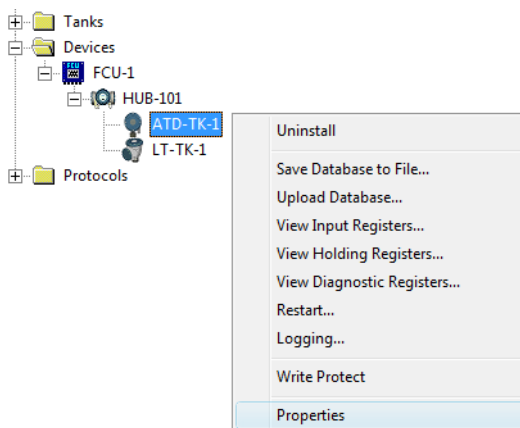 Tanks
Devices
FCU
FCU-1
HUB-101
ATD-TK-1
LT-TK-1
Protocols
Uninstall
Save Database to File...
Upload Database...
View Input Registers...
View Holding Registers...
View Diagnostic Registers...
Restart...
Logging...
Write Protect
Properties